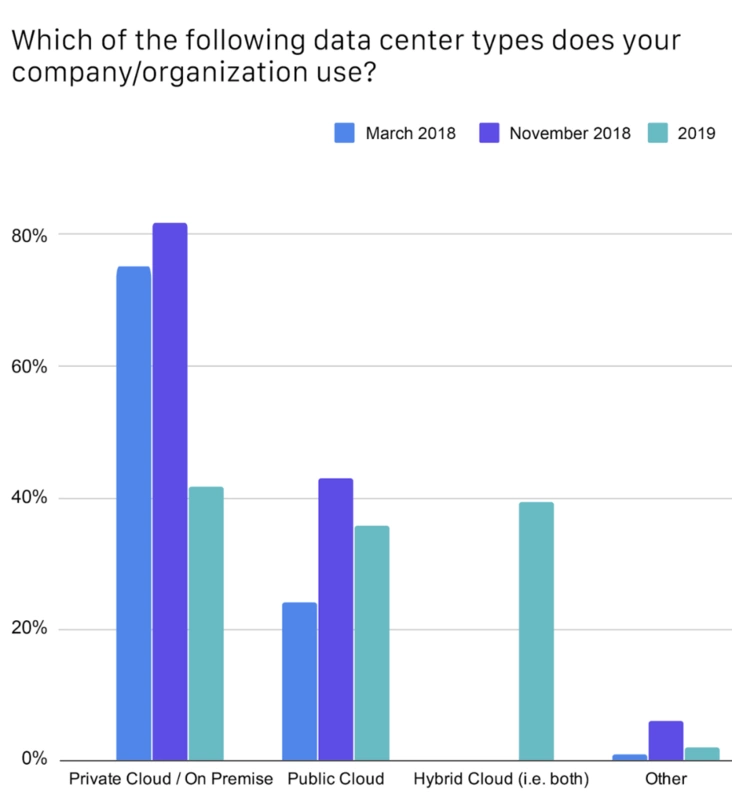 Which of the following data center types does your
company/organization use?
March 2018 November 2018 2019
80%
60%
40%
20%
0%
Private Cloud / On Premise Public Cloud Hybrid Cloud (i.e. both) Other